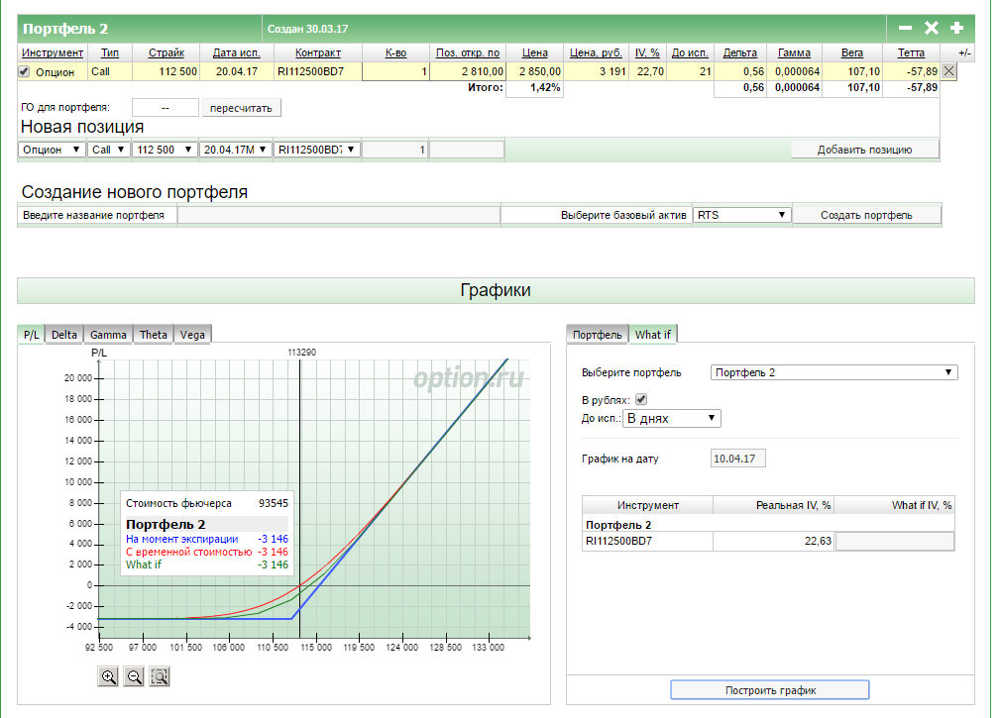 Портфель 2 Создан 30.03.17
Инструмент Тип Страйк Дата исп. Контракт К-во Поз. откр. по Цена Цена, руб. IV, % До исп. Дельта Гамма Вега Тетта +/-
Опцион Call 112 500 20.04.17 RI112500BD7 1 2 810,00 2 850,00 3 191 22,70 21 0,56 0,000064 107,10 -57,89
Итого: 1,42% 0,56 0,000064 107,10 -57,89
ГО для портфеля: -- пересчитать
Новая позиция
Опцион Call 112 500 20.04.17M RI112500BD7 1 Добавить позицию
Создание нового портфеля
Введите название портфеля Выберите базовый актив RTS Создать портфель
Графики
P/L Delta Gamma Theta Vega
P/L 113290
option.ru
20 000
18 000
16 000
14 000
12 000
10 000
8 000
6 000
4 000
2 000
0
-2 000
-4 000
Стоимость фьючерса 93545
Портфель 2
На момент экспирации -3 146
С временной стоимостью -3 146
What if -3 146
92 500 97 000 101 500 106 000 110 500 115 000 119 500 124 000 128 500 133 000
Портфель What if
Выберите портфель Портфель 2
В рублях:
До исп.: В днях
График на дату 10.04.17
Инструмент Реальная IV, % What if IV, %
Портфель 2
RI112500BD7 22,63
Построить график